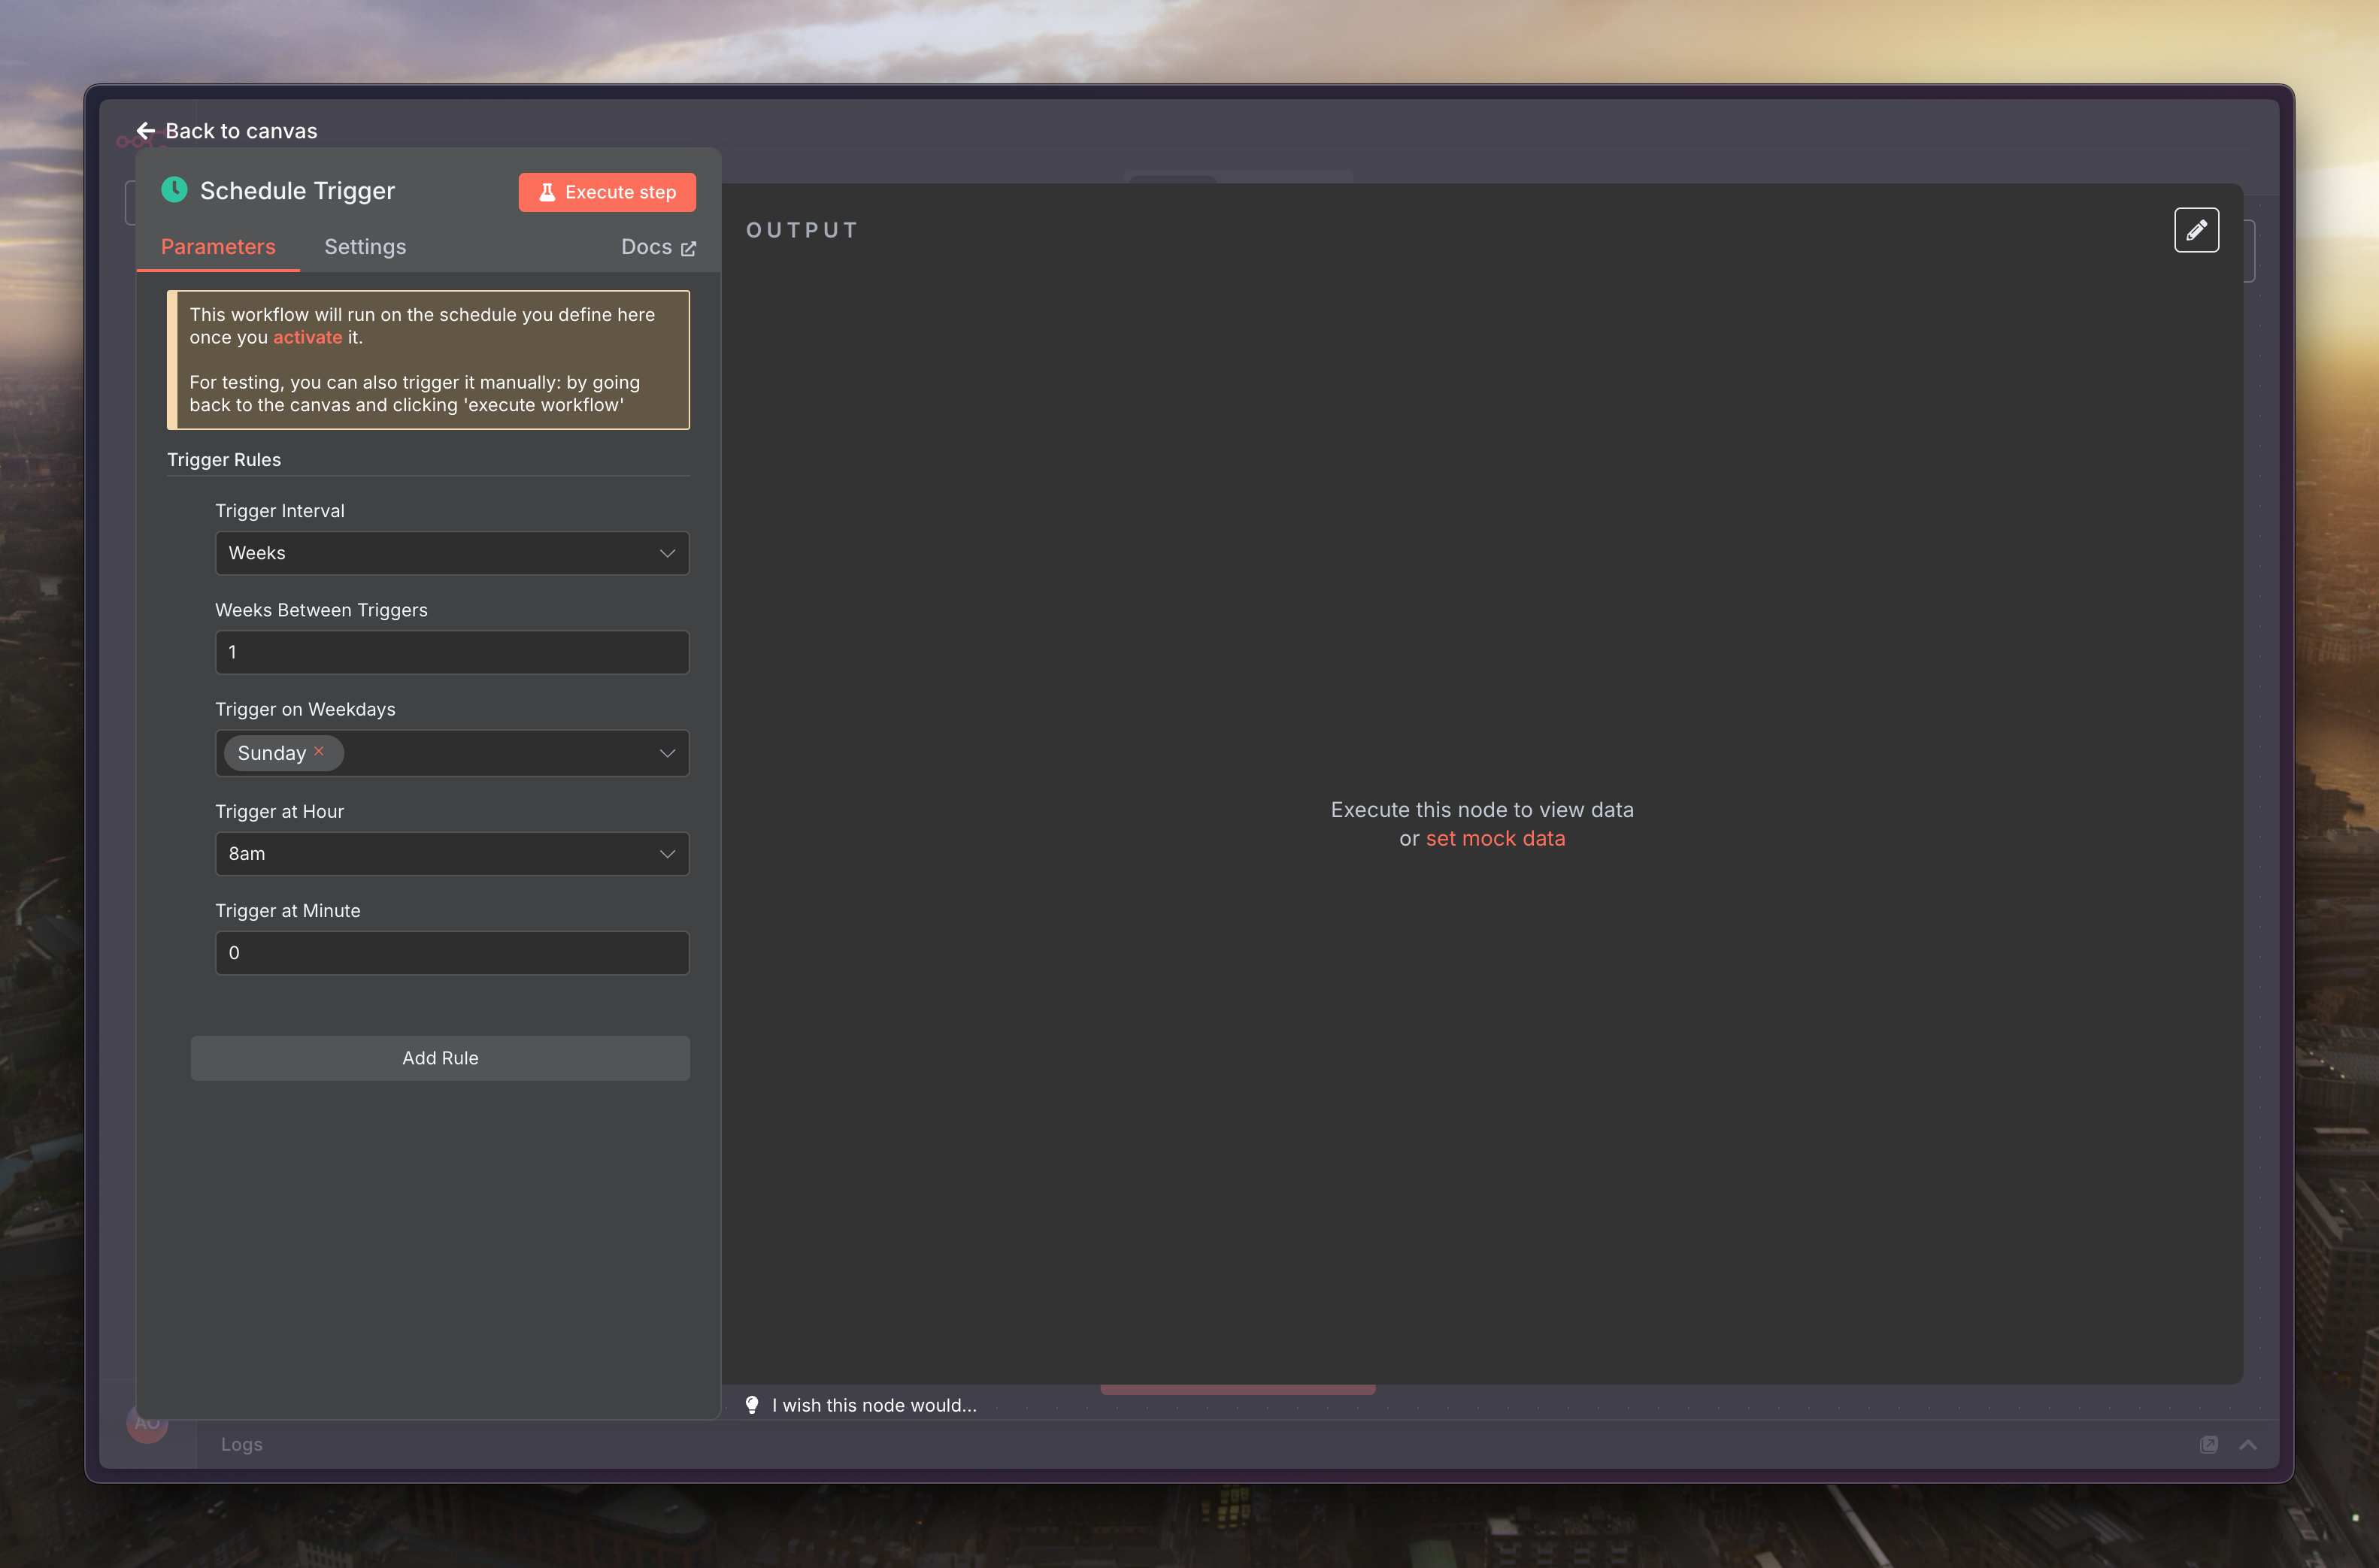 Back to canvas
Schedule Trigger
Execute step
Parameters
Settings
Docs
This workflow will run on the schedule you define here
once you activate it.
For testing, you can also trigger it manually: by going
back to the canvas and clicking 'execute workflow'
Trigger Rules
Trigger Interval
Weeks
Weeks Between Triggers
1
Trigger on Weekdays
Sunday ×
Trigger at Hour
8am
Trigger at Minute
0
Add Rule
OUTPUT
Execute this node to view data
or set mock data
I wish this node would...
AO
Logs